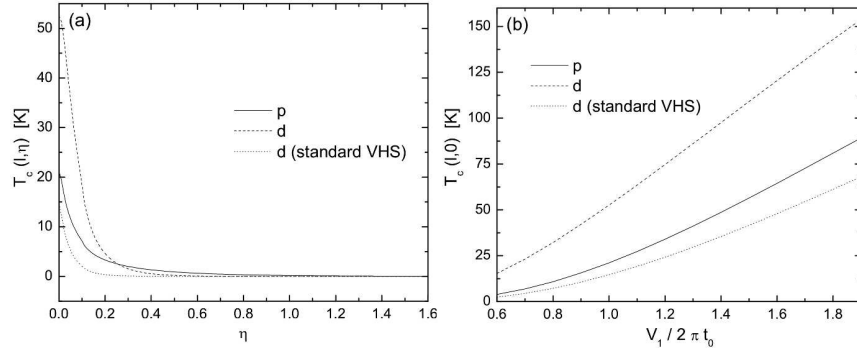 (a)
50
40
30
20
10
0
T_c (l,η) [K]
p
d
d (standard VHS)
0.0 0.2 0.4 0.6 0.8 1.0 1.2 1.4 1.6
η
(b)
150
125
100
75
50
25
0
T_c (l,0) [K]
p
d
d (standard VHS)
0.6 0.8 1.0 1.2 1.4 1.6 1.8
V_1 / 2 π t_0